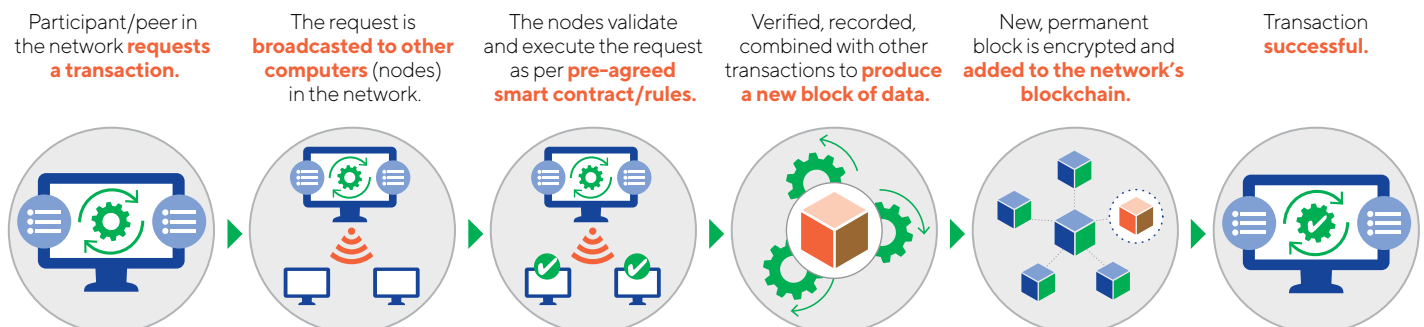 Participant/peer in
the network requests
a transaction.
The request is
broadcasted to other
computers (nodes)
in the network.
The nodes validate
and execute the request
as per pre-agreed
smart contract/rules.
Verified, recorded,
combined with other
transactions to produce
a new block of data.
New, permanent
block is encrypted and
added to the network's
blockchain.
Transaction
successful.